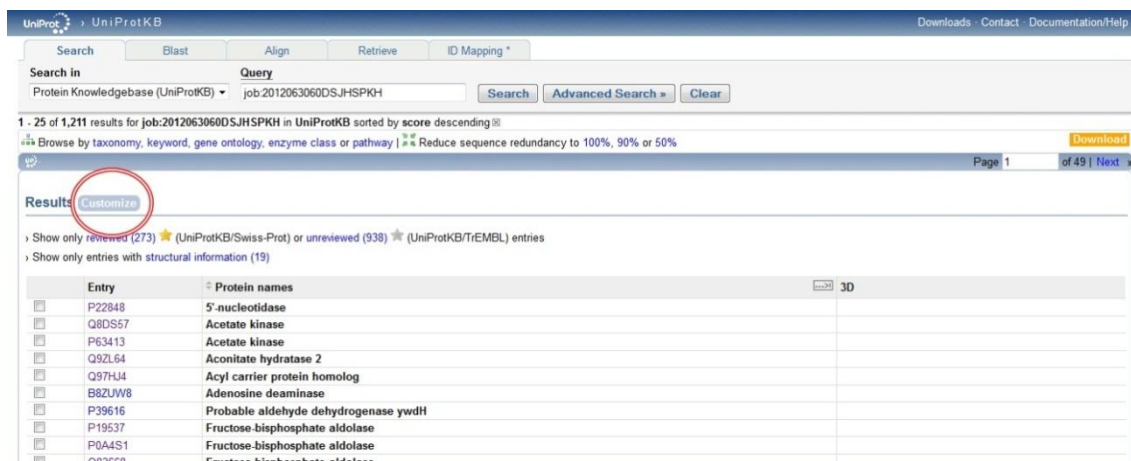 UniProt › UniProtKB Downloads · Contact · Documentation/Help
Search Blast Align Retrieve ID Mapping *
Search in Query
Protein Knowledgebase (UniProtKB) job:2012063060DSJHSPKH Search Advanced Search » Clear
1 - 25 of 1,211 results for job:2012063060DSJHSPKH in UniProtKB sorted by score descending
Browse by taxonomy, keyword, gene ontology, enzyme class or pathway | Reduce sequence redundancy to 100%, 90% or 50% Download
Page 1 of 49 | Next
Results Customize
› Show only reviewed (273) (UniProtKB/Swiss-Prot) or unreviewed (938) (UniProtKB/TrEMBL) entries
› Show only entries with structural information (19)
Entry Protein names 3D
P22848 5'-nucleotidase
Q8DS57 Acetate kinase
P63413 Acetate kinase
Q9ZL64 Aconitate hydratase 2
Q97HJ4 Acyl carrier protein homolog
B8ZUW8 Adenosine deaminase
P39616 Probable aldehyde dehydrogenase ywdH
P19537 Fructose-bisphosphate aldolase
P0A4S1 Fructose-bisphosphate aldolase